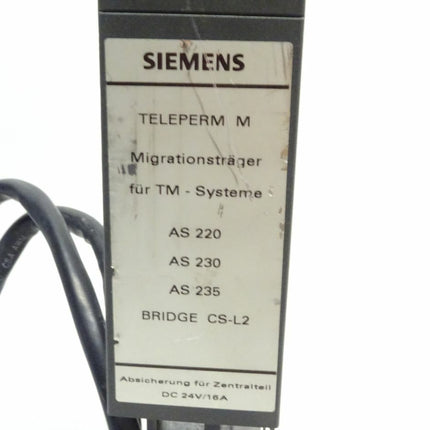 SIEMENS
TELEPERM M
Migrationsträger
für TM - Systeme
AS 220
AS 230
AS 235
BRIDGE CS-L2
Absicherung für Zentralteil
DC 24V/16A